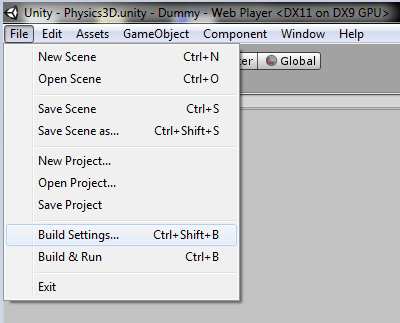 Unity - Physics3D.unity - Dummy - Web Player <DX11 on DX9 GPU>
File Edit Assets GameObject Component Window Help
Global
New Scene Ctrl+N
Open Scene Ctrl+O
Save Scene Ctrl+S
Save Scene as... Ctrl+Shift+S
New Project...
Open Project...
Save Project
Build Settings... Ctrl+Shift+B
Build & Run Ctrl+B
Exit